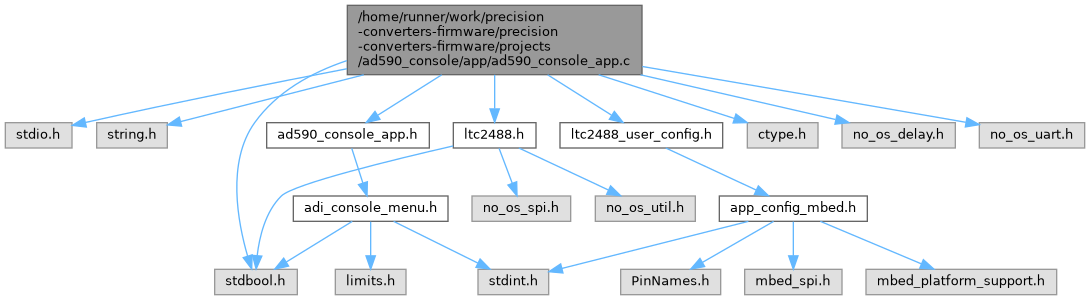 /home/runner/work/precision
-converters-firmware/precision
-converters-firmware/projects
/ad590_console/app/ad590_console_app.c
stdio.h
string.h
ad590_console_app.h
ltc2488.h
ltc2488_user_config.h
ctype.h
no_os_delay.h
no_os_uart.h
adi_console_menu.h
no_os_spi.h
no_os_util.h
app_config_mbed.h
stdbool.h
limits.h
stdint.h
PinNames.h
mbed_spi.h
mbed_platform_support.h